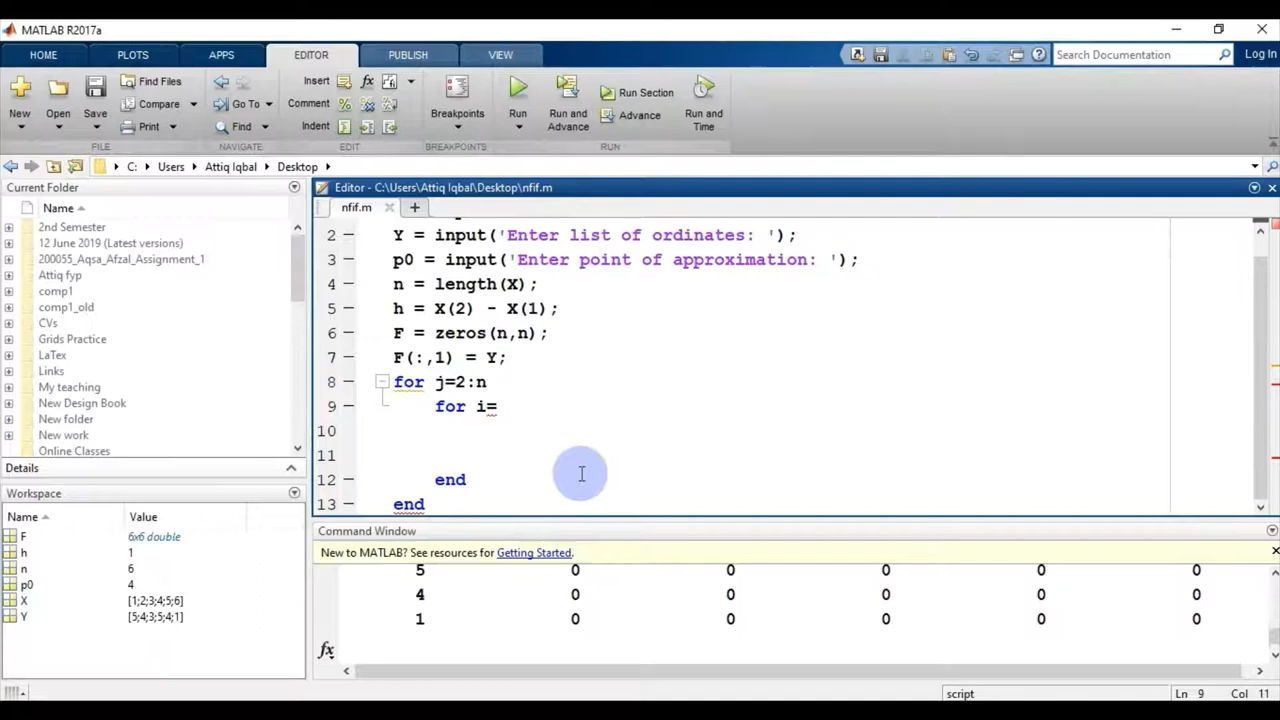 MATLAB R2017a
HOME
PLOTS
APPS
EDITOR
PUBLISH
VIEW
Search Documentation
Log In
New
Open
Save
Find Files
Compare
Print
Go To
Find
Insert
fx
Comment
%
Indent
Breakpoints
Run
Run and Advance
Run Section
Advance
Run and Time
FILE
NAVIGATE
EDIT
BREAKPOINTS
RUN
C:
Users
Attiq Iqbal
Desktop
Current Folder
Name
2nd Semester
12 June 2019 (Latest versions)
200055_Aqsa_Afzal_Assignment_1
Attiq fyp
comp1
comp1_old
CVs
Grids Practice
LaTex
Links
My teaching
New Design Book
New folder
New work
Online Classes
Details
Workspace
Name Value
F 6x6 double
h 1
n 6
p0 4
X [1;2;3;4;5;6]
Y [5;4;3;5;4;1]
Editor - C:\Users\Attiq Iqbal\Desktop\nfif.m
nfif.m +
2 Y = input('Enter list of ordinates: ');
3 p0 = input('Enter point of approximation: ');
4 n = length(X);
5 h = X(2) - X(1);
6 F = zeros(n,n);
7 F(:,1) = Y;
8 for j=2:n
9 for i=
10
11
12 end
13 end
Command Window
New to MATLAB? See resources for Getting Started.
5 0 0 0 0 0
4 0 0 0 0 0
1 0 0 0 0 0
fx
script
Ln 9
Col 11